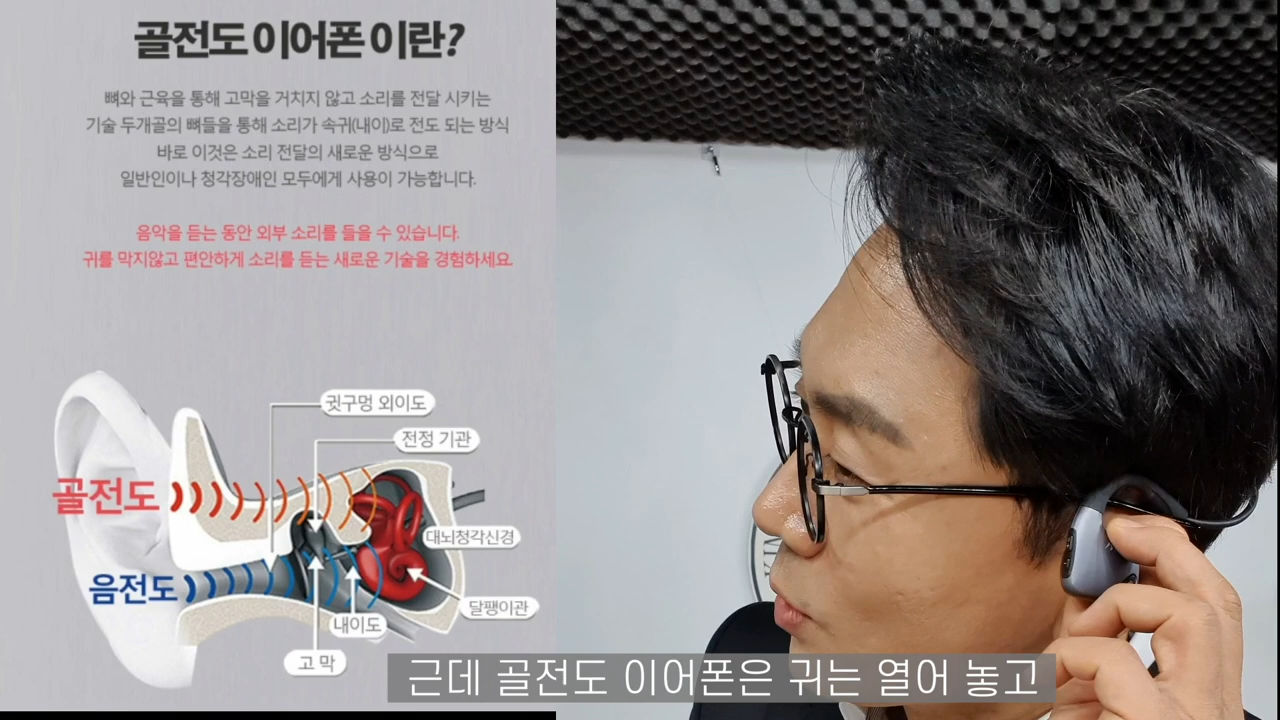 골전도 이어폰 이란?
뼈와 근육을 통해 고막을 거치지 않고 소리를 전달 시키는
기술 두개골의 뼈들을 통해 소리가 속귀(내이)로 전도 되는 방식
바로 이것은 소리 전달의 새로운 방식으로
일반인이나 청각장애인 모두에게 사용이 가능합니다.
음악을 듣는 동안 외부 소리를 들을 수 있습니다.
귀를 막지않고 편안하게 소리를 듣는 새로운 기술을 경험하세요.
귓구멍 외이도
전정 기관
골전도
대뇌청각신경
음전도
달팽이관
내이도
고 막
근데 골전도 이어폰은 귀는 열어 놓고